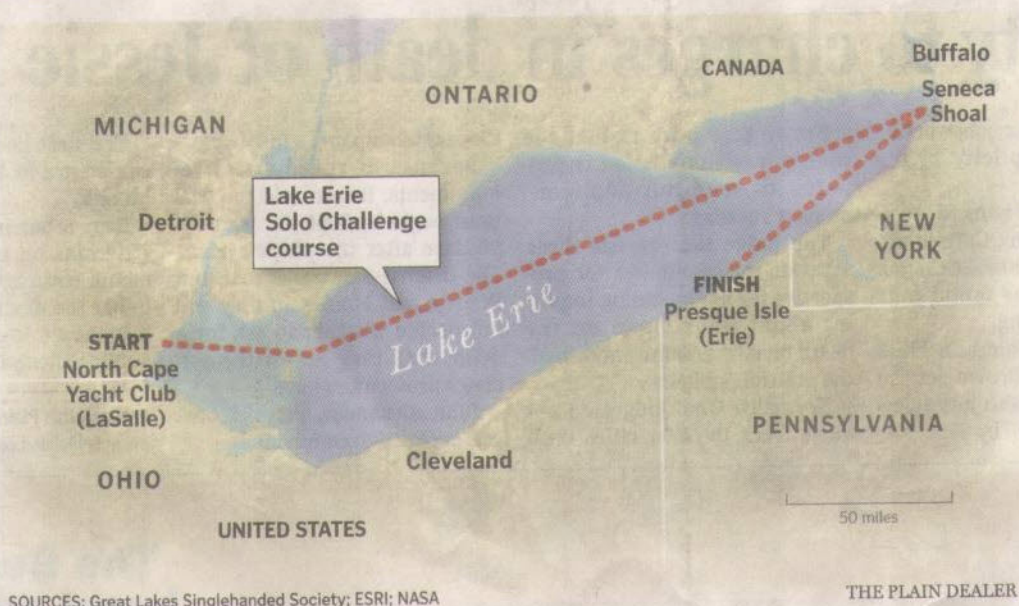 Buffalo
CANADA
Seneca
Shoal
ONTARIO
MICHIGAN
Lake Erie
Solo Challenge
course
Detroit
NEW
YORK
FINISH
Presque Isle
(Erie)
Lake Erie
START
North Cape
Yacht Club
(LaSalle)
PENNSYLVANIA
Cleveland
OHIO
50 miles
UNITED STATES
SOURCES: Great Lakes Singlehanded Society; ESRI; NASA
THE PLAIN DEALER